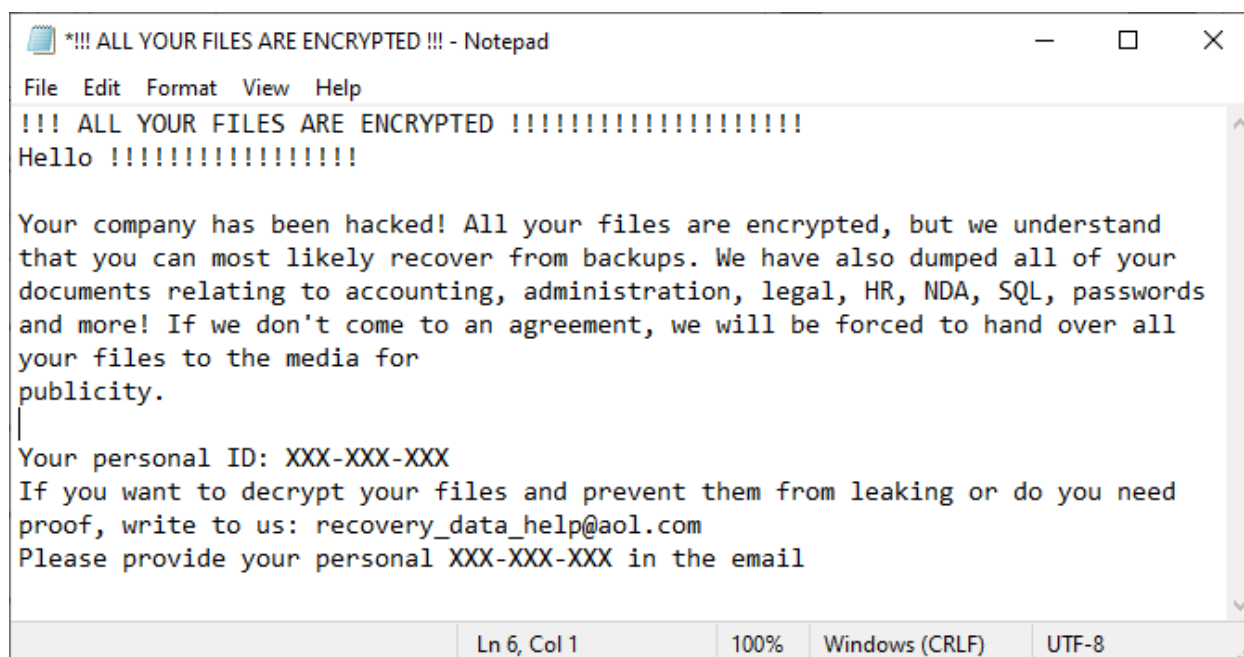 *!!! ALL YOUR FILES ARE ENCRYPTED !!! - Notepad
File Edit Format View Help
!!! ALL YOUR FILES ARE ENCRYPTED !!!!!!!!!!!!!!!!!!!!
Hello !!!!!!!!!!!!!!!!!
Your company has been hacked! All your files are encrypted, but we understand
that you can most likely recover from backups. We have also dumped all of your
documents relating to accounting, administration, legal, HR, NDA, SQL, passwords
and more! If we don't come to an agreement, we will be forced to hand over all
your files to the media for
publicity.
Your personal ID: XXX-XXX-XXX
If you want to decrypt your files and prevent them from leaking or do you need
proof, write to us: recovery_data_help@aol.com
Please provide your personal XXX-XXX-XXX in the email
Ln 6, Col 1 100% Windows (CRLF) UTF-8